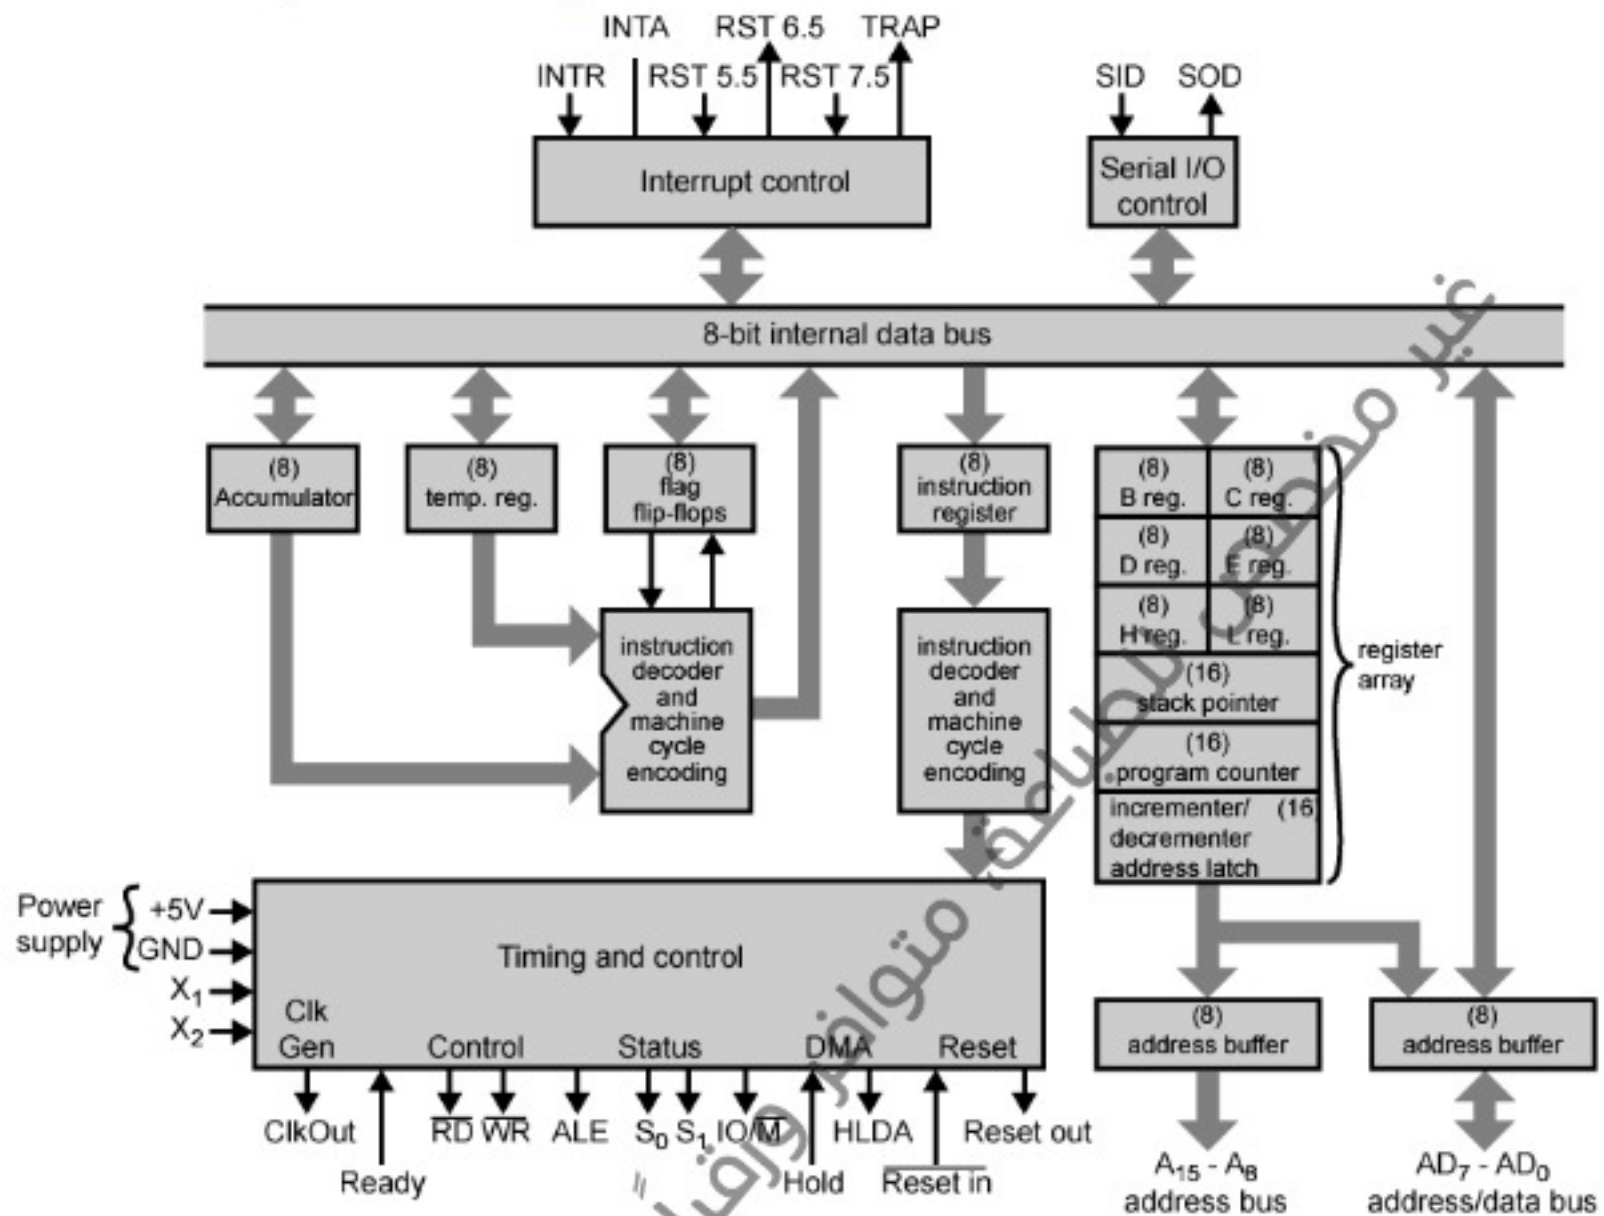 INTA RST 6.5 TRAP
INTR RST 5.5 RST 7.5 SID SOD
Interrupt control
Serial I/O
control
8-bit internal data bus
(8)
Accumulator
(8)
temp. reg.
(8)
flag
flip-flops
(8)
instruction
register
(8)
B reg.
(8)
C reg.
(8)
D reg.
(8)
E reg.
(8)
H reg.
(8)
L reg.
(16)
stack pointer
(16)
program counter
incrementer/ (16)
decrementer
address latch
register
array
instruction
decoder
and
machine
cycle
encoding
instruction
decoder
and
machine
cycle
encoding
Power
supply
+5V
GND
X₁
X₂
Timing and control
Clk
Gen
Control
Status
DMA
Reset
ClkOut
Ready
R̅D̅ W̅R̅ ALE S₀ S₁ IO/M̅
Hold
HLDA
R̅e̅s̅e̅t̅ i̅n̅
Reset out
(8)
address buffer
(8)
address buffer
A₁₅ - A₈
address bus
AD₇ - AD₀
address/data bus
غير مخصص للطباعة، متوافر ورقيا